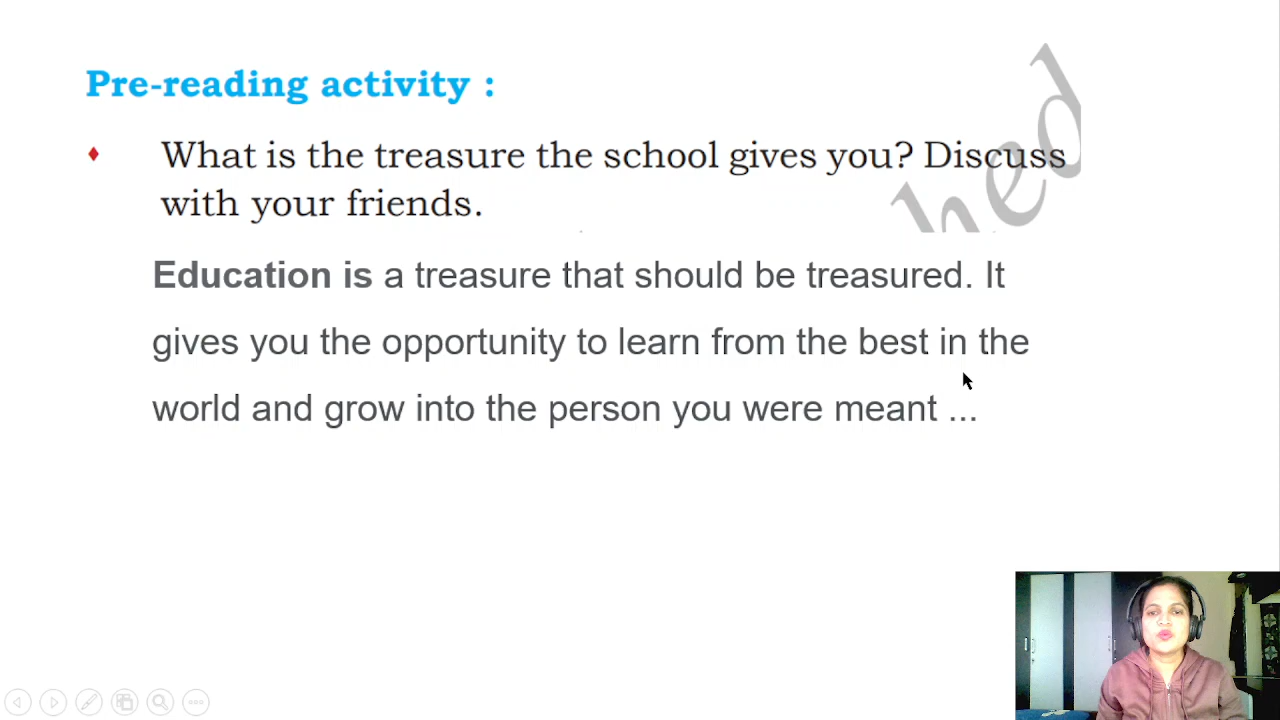 Pre-reading activity :
♦ What is the treasure the school gives you? Discuss
with your friends.
Education is a treasure that should be treasured. It
gives you the opportunity to learn from the best in the
world and grow into the person you were meant ...